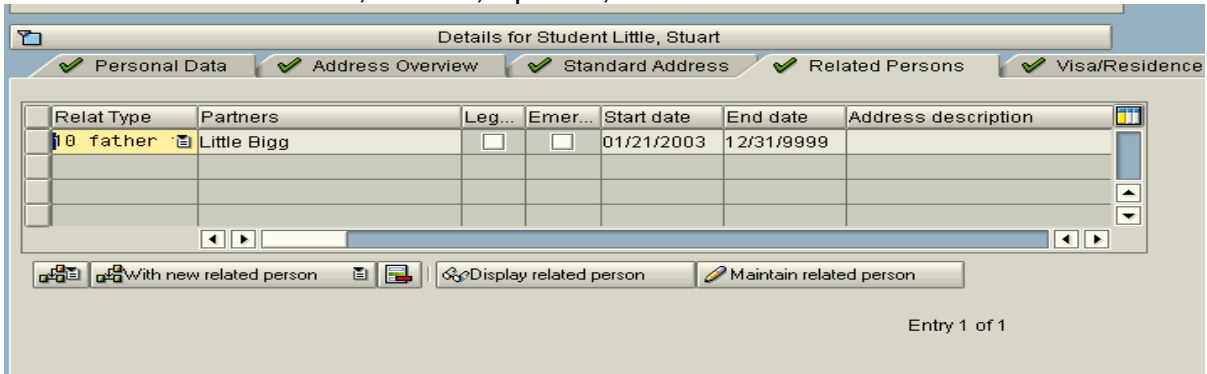 Details for Student Little, Stuart
Personal Data Address Overview Standard Address Related Persons Visa/Residence
Relat Type Partners Leg... Emer... Start date End date Address description
10 father Little Bigg 01/21/2003 12/31/9999
With new related person Display related person Maintain related person
Entry 1 of 1